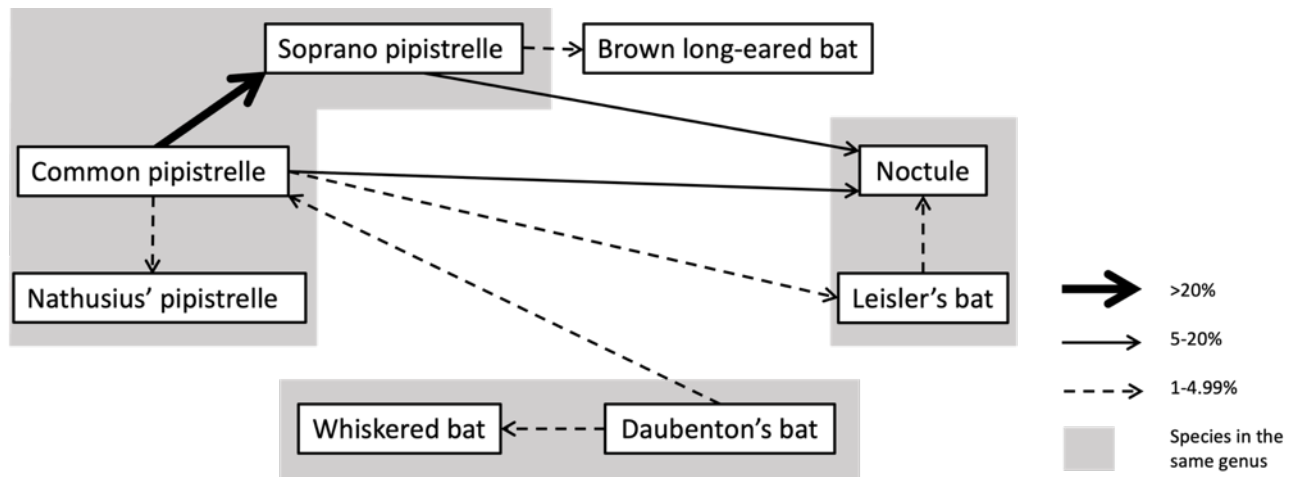 Soprano pipistrelle
Brown long-eared bat
Common pipistrelle
Noctule
Nathusius’ pipistrelle
Leisler’s bat
Whiskered bat
Daubenton’s bat
>20%
5-20%
1-4.99%
Species in the
same genus